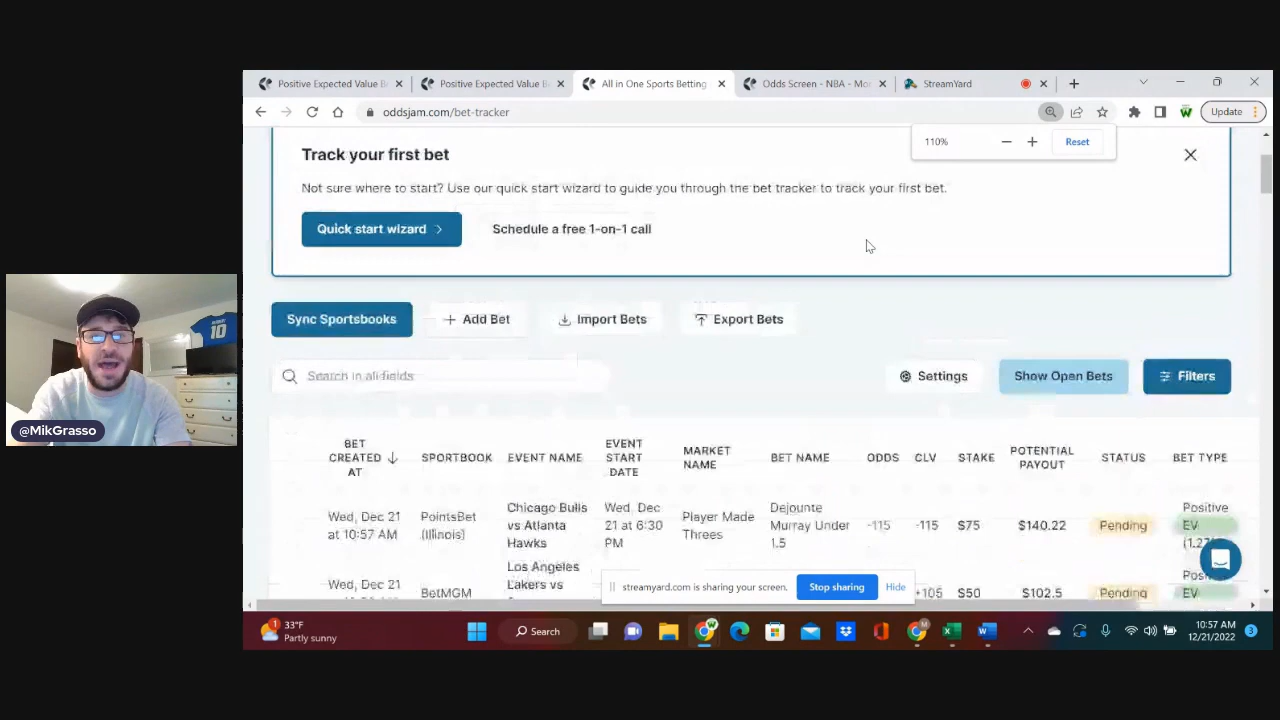 Positive Expected Value B
Positive Expected Value B
All in One Sports Betting
Odds Screen - NBA - Mo
StreamYard
oddsjam.com/bet-tracker
Update
110%
Reset
Track your first bet
Not sure where to start? Use our quick start wizard to guide you through the bet tracker to track your first bet.
Quick start wizard
Schedule a free 1-on-1 call
Sync Sportsbooks
+ Add Bet
Import Bets
Export Bets
Search in all fields
Settings
Show Open Bets
Filters
BET CREATED AT
SPORTBOOK
EVENT NAME
EVENT START DATE
MARKET NAME
BET NAME
ODDS
CLV
STAKE
POTENTIAL PAYOUT
STATUS
BET TYPE
Wed, Dec 21 at 10:57 AM
PointsBet (Illinois)
Chicago Bulls vs Atlanta Hawks
Wed, Dec 21 at 6:30 PM
Player Made Threes
Dejounte Murray Under 1.5
-115
-115
$75
$140.22
Pending
Positive EV
Wed, Dec 21
BetMGM
Los Angeles Lakers vs
+105
$50
$102.5
Pending
streamyard.com is sharing your screen.
Stop sharing
Hide
@MikGrasso
10
1
33°F
Partly sunny
Search
10:57 AM
12/21/2022
3